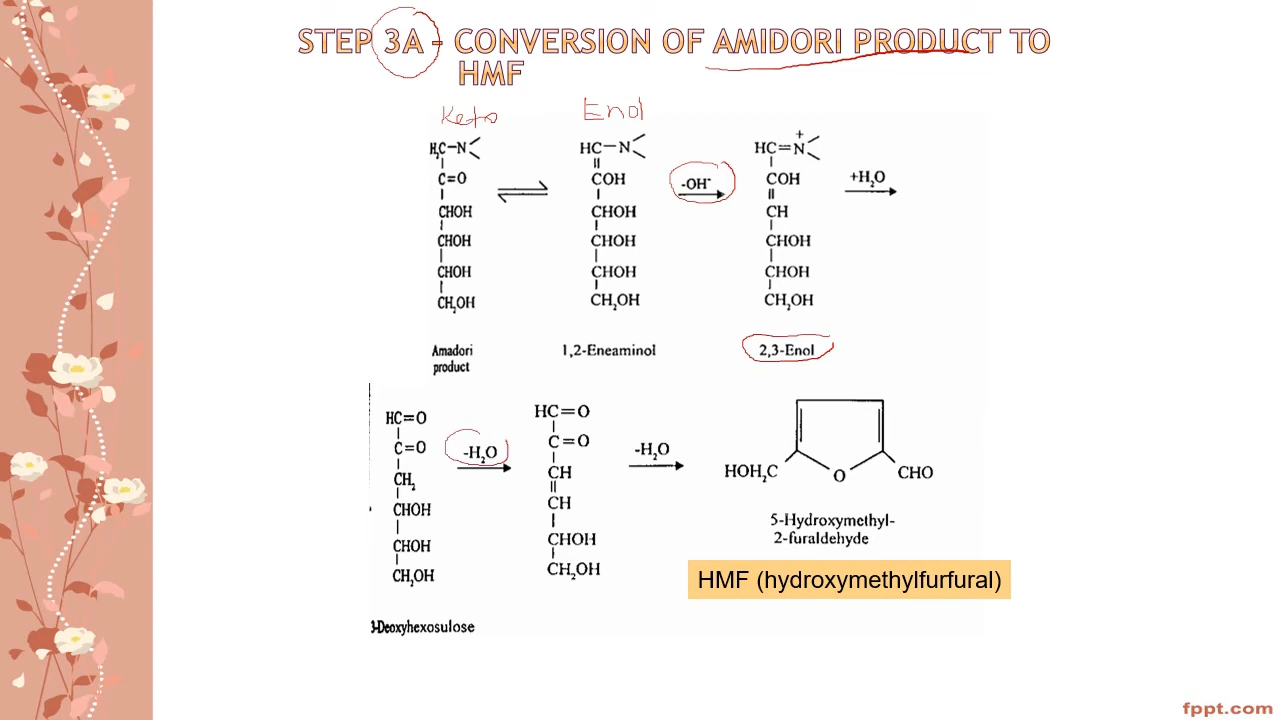 STEP 3A - CONVERSION OF AMIDORI PRODUCT TO
HMF
Keto
Enol
H₂C–N
C=O
CHOH
CHOH
CHOH
CH₂OH
Amadori
product
HC–N
COH
CHOH
CHOH
CHOH
CH₂OH
1,2-Eneaminol
-OH⁻
HC=N⁺
COH
CH
CHOH
CHOH
CH₂OH
2,3-Enol
+H₂O
HC=O
C=O
CH₂
CHOH
CHOH
CH₂OH
3-Deoxyhexosulose
-H₂O
HC=O
C=O
CH
CH
CHOH
CH₂OH
-H₂O
HOH₂C
O
CHO
5-Hydroxymethyl-
2-furaldehyde
HMF (hydroxymethylfurfural)
fppt.com